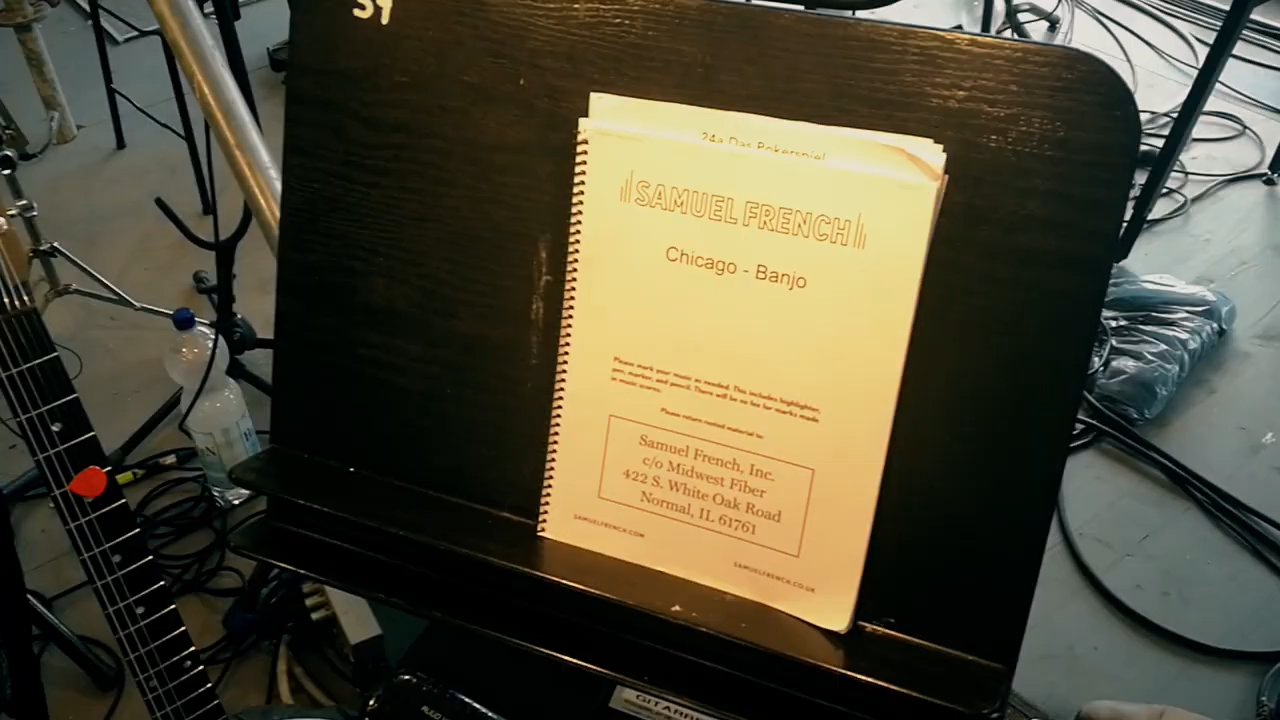 24a Das Pokerspiel
SAMUEL FRENCH
Chicago - Banjo
Please mark your music as needed. This includes highlighter,
pen, marker, and pencil. There will be no fee for marks made
in music scores.
Please return rented material to:
Samuel French, Inc.
c/o Midwest Fiber
422 S. White Oak Road
Normal, IL 61761
SAMUELFRENCH.COM
SAMUELFRENCH.CO.UK